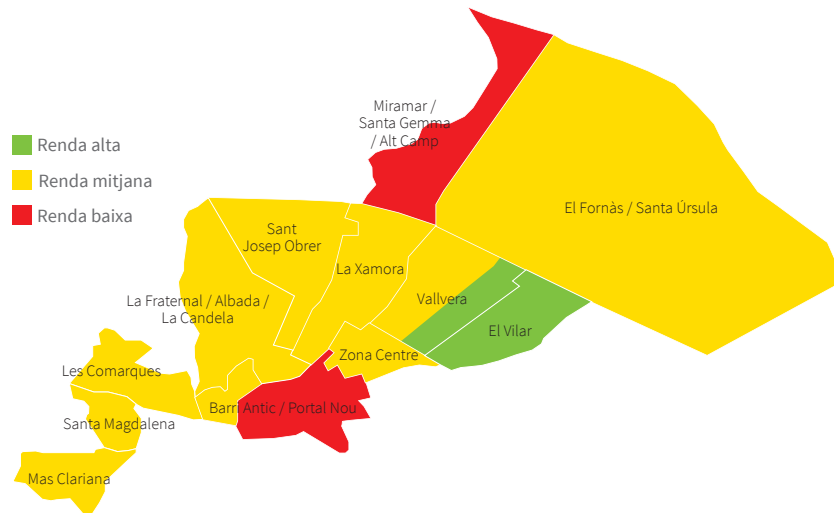 Miramar /
Santa Gemma
/ Alt Camp
Renda alta
Renda mitjana
Renda baixa
El Fornàs / Santa Úrsula
Sant
Josep Obrer
La Xamora
La Fraternal / Albada /
La Candela
Vallvera
El Vilar
Zona Centre
Les Comarques
Barri Antic / Portal Nou
Santa Magdalena
Mas Clariana